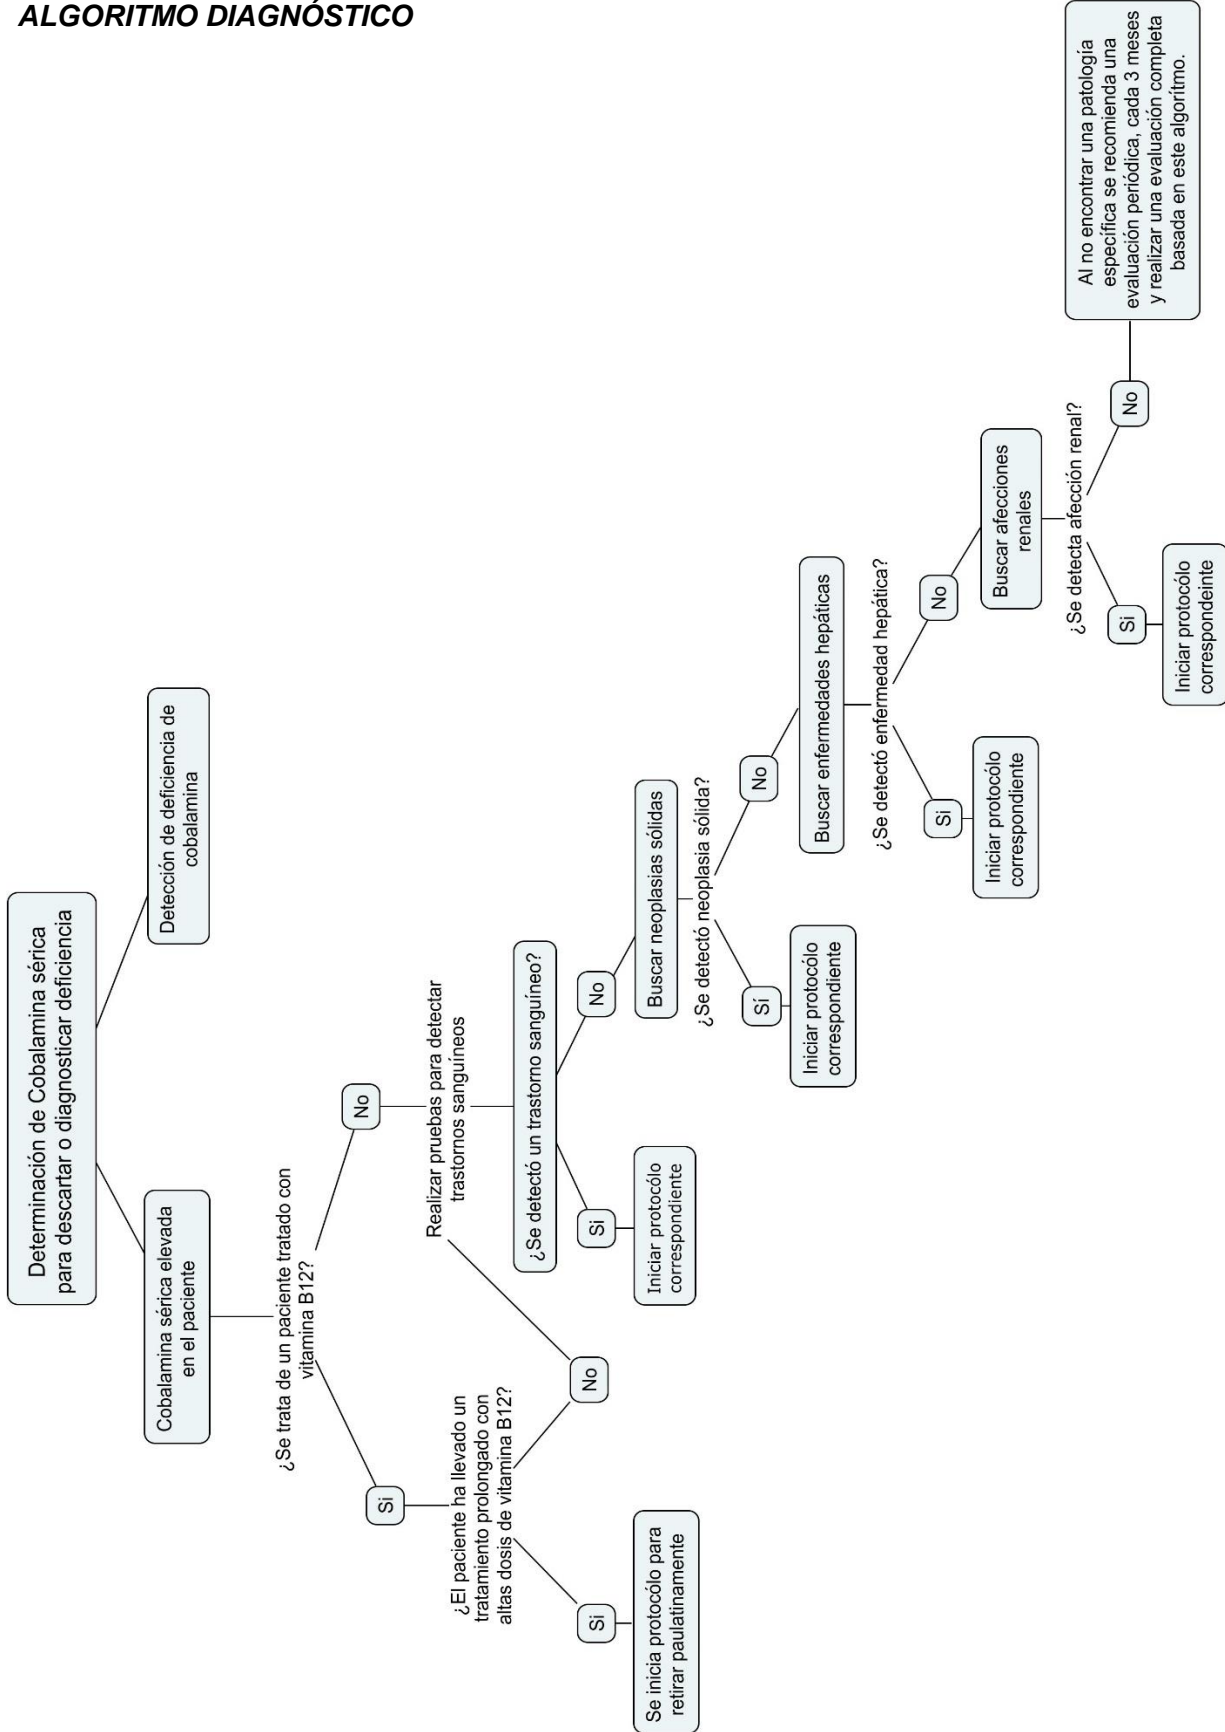 ALGORITMO DIAGNÓSTICO
Determinación de Cobalamina sérica
para descartar o diagnosticar deficiencia
Cobalamina sérica elevada
en el paciente
Detección de deficiencia de
cobalamina
¿Se trata de un paciente tratado con
vitamina B12?
Si
No
¿El paciente ha llevado un
tratamiento prolongado con
altas dosis de vitamina B12?
Realizar pruebas para detectar
trastornos sanguíneos
Si
No
Se inicia protocólo para
retirar paulatinamente
¿Se detectó un trastorno sanguíneo?
Si
No
Iniciar protocólo
correspondiente
Buscar neoplasias sólidas
¿Se detectó neoplasia sólida?
Sí
No
Iniciar protocólo
correspondiente
Buscar enfermedades hepáticas
¿Se detectó enfermedad hepática?
Si
No
Iniciar protocólo
correspondiente
Buscar afecciones
renales
¿Se detecta afección renal?
Si
No
Iniciar protocólo
correspondeinte
Al no encontrar una patología
específica se recomienda una
evaluación periódica, cada 3 meses
y realizar una evaluación completa
basada en este algorítmo.